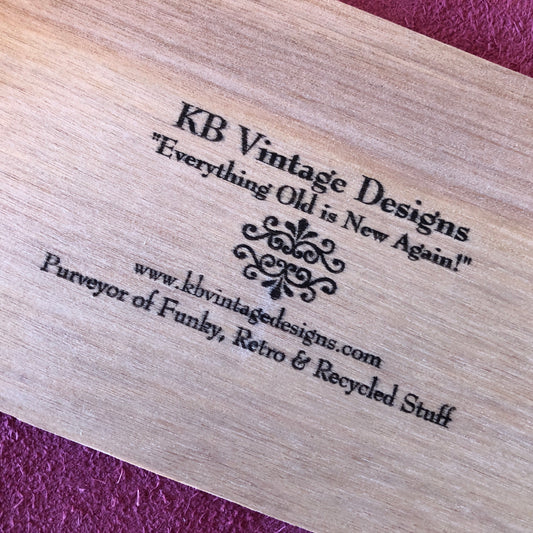 KB Vintage Designs
"Everything Old is New Again!"
www.kbvintagedesigns.com
Purveyor of Funky, Retro & Recycled Stuff